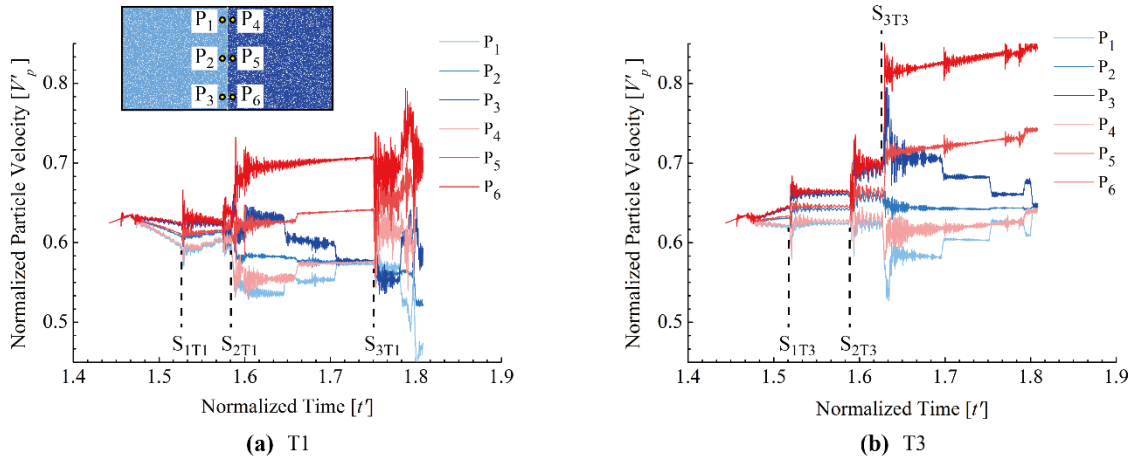 Normalized Particle Velocity [V'ₚ]
0.8
0.7
0.6
0.5
P₁ P₄
P₂ P₅
P₃ P₆
P₁
P₂
P₃
P₄
P₅
P₆
S₁T1
S₂T1
S₃T1
1.4 1.5 1.6 1.7 1.8 1.9
Normalized Time [t']
(a) T1
Normalized Particle Velocity [V'ₚ]
0.8
0.7
0.6
0.5
S₃T3
P₁
P₂
P₃
P₄
P₅
P₆
S₁T3
S₂T3
1.4 1.5 1.6 1.7 1.8 1.9
Normalized Time [t']
(b) T3